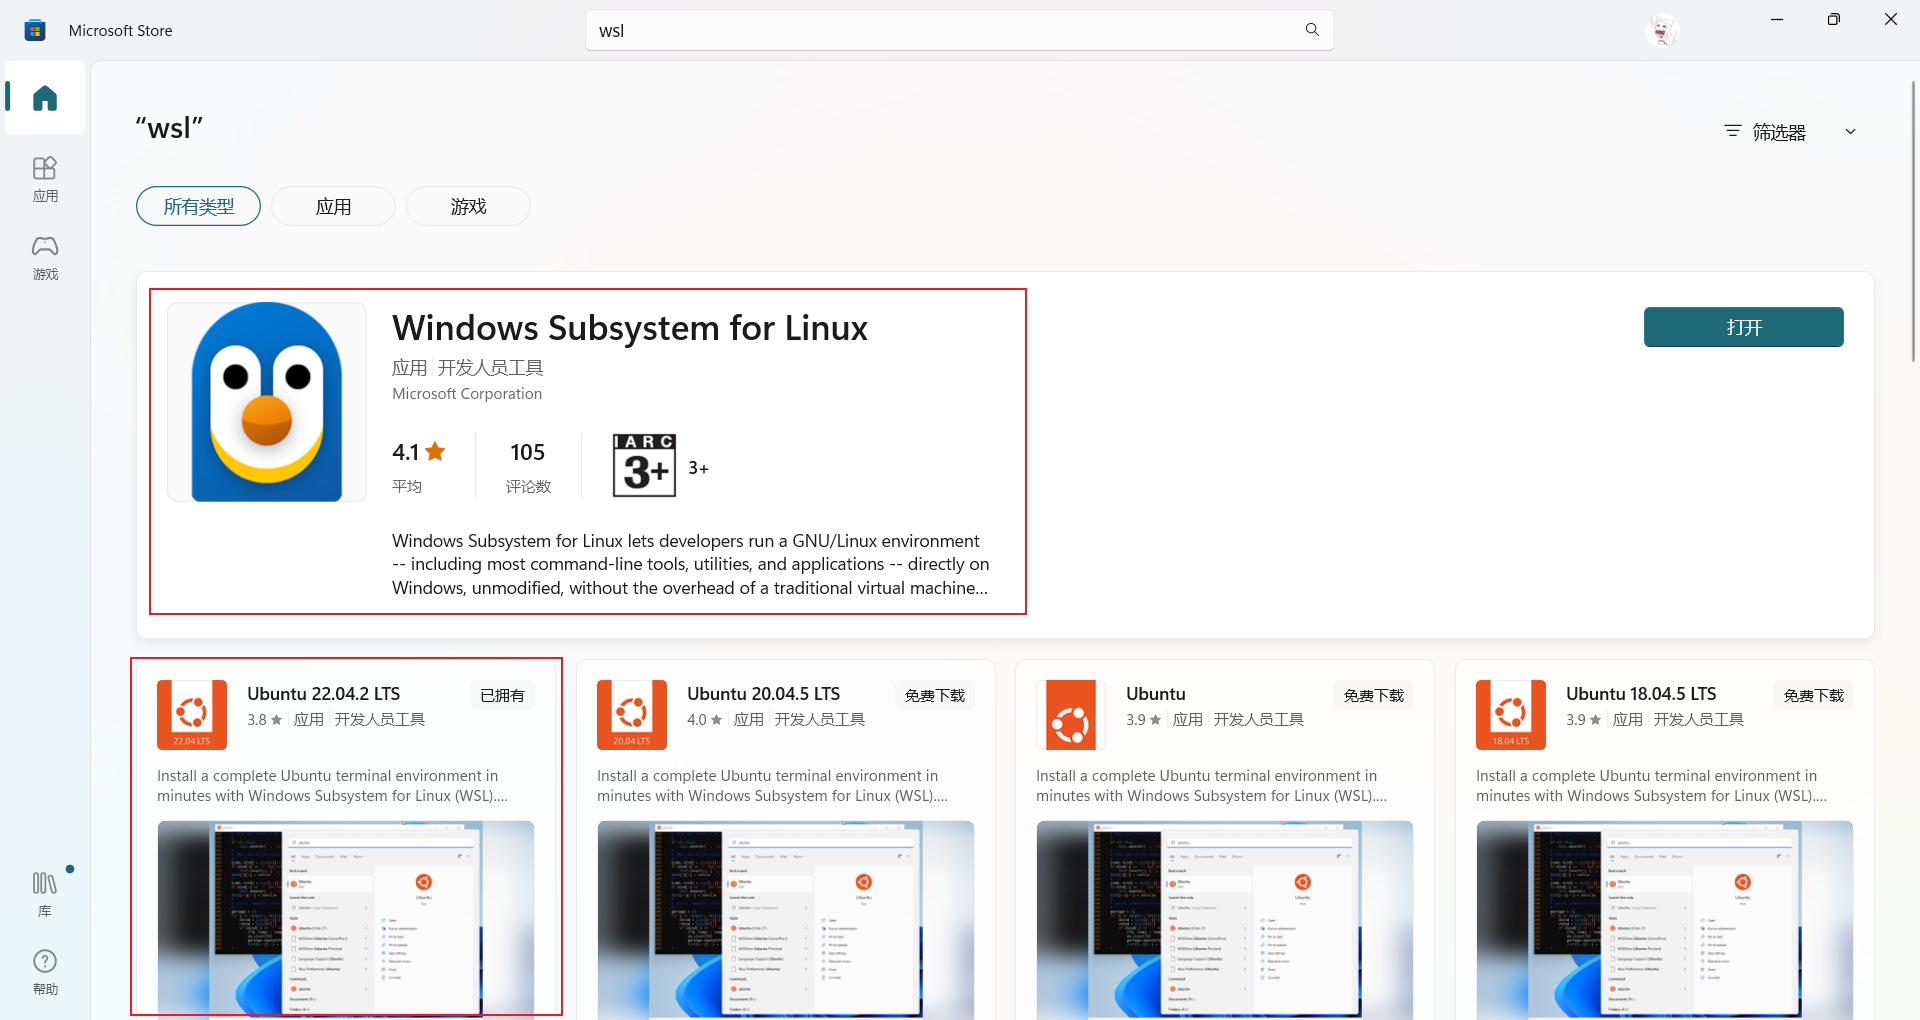 Microsoft Store
wsl
“wsl”
筛选器
应用
游戏
所有类型
应用
游戏
Windows Subsystem for Linux
应用 开发人员工具
Microsoft Corporation
4.1
平均
105
评论数
IARC
3+
3+
打开
Windows Subsystem for Linux lets developers run a GNU/Linux environment
-- including most command-line tools, utilities, and applications -- directly on
Windows, unmodified, without the overhead of a traditional virtual machine...
Ubuntu 22.04.2 LTS
3.8 ★ 应用 开发人员工具
已拥有
22.04 LTS
Install a complete Ubuntu terminal environment in
minutes with Windows Subsystem for Linux (WSL)....
Ubuntu 20.04.5 LTS
4.0 ★ 应用 开发人员工具
免费下载
20.04 LTS
Install a complete Ubuntu terminal environment in
minutes with Windows Subsystem for Linux (WSL)....
Ubuntu
3.9 ★ 应用 开发人员工具
免费下载
Install a complete Ubuntu terminal environment in
minutes with Windows Subsystem for Linux (WSL)....
Ubuntu 18.04.5 LTS
3.9 ★ 应用 开发人员工具
免费下载
18.04 LTS
Install a complete Ubuntu terminal environment in
minutes with Windows Subsystem for Linux (WSL)....
库
帮助